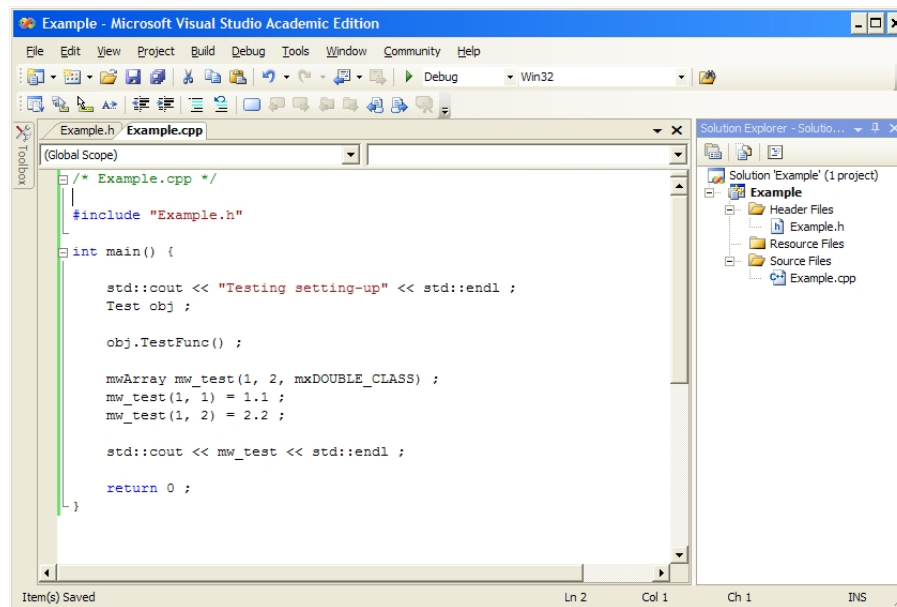 Example - Microsoft Visual Studio Academic Edition
File Edit View Project Build Debug Tools Window Community Help
Debug Win32
Toolbox
Example.h Example.cpp
(Global Scope)
/* Example.cpp */
#include "Example.h"
int main() {
std::cout << "Testing setting-up" << std::endl ;
Test obj ;
obj.TestFunc() ;
mwArray mw_test(1, 2, mxDOUBLE_CLASS) ;
mw_test(1, 1) = 1.1 ;
mw_test(1, 2) = 2.2 ;
std::cout << mw_test << std::endl ;
return 0 ;
}
Solution Explorer - Solutio...
Solution 'Example' (1 project)
Example
Header Files
Example.h
Resource Files
Source Files
Example.cpp
Item(s) Saved Ln 2 Col 1 Ch 1 INS